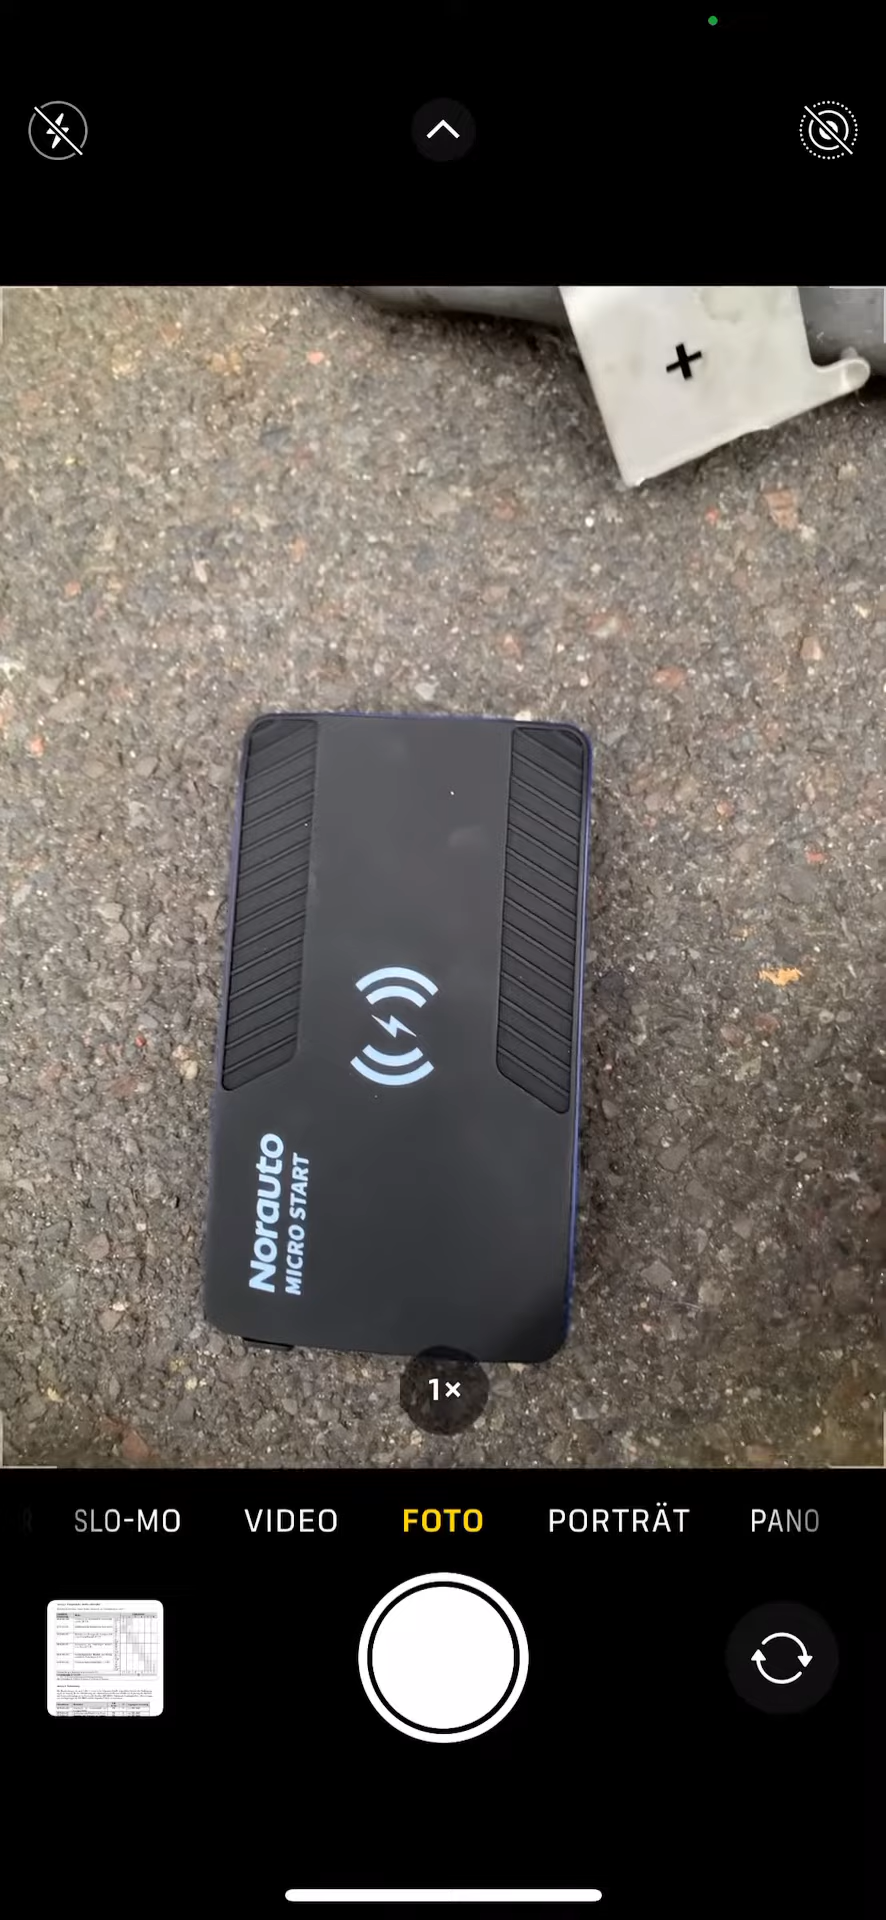 +
Norauto
MICRO START
1×
SLO-MO
VIDEO
FOTO
PORTRÄT
PANO